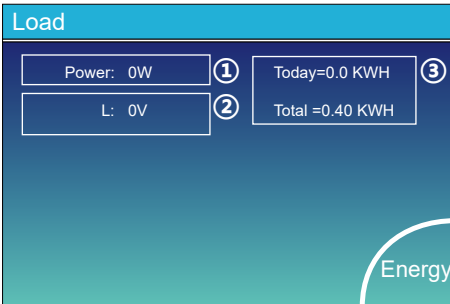 Load
Power: 0W ①
L: 0V ②
Today=0.0 KWH ③
Total =0.40 KWH
Energy